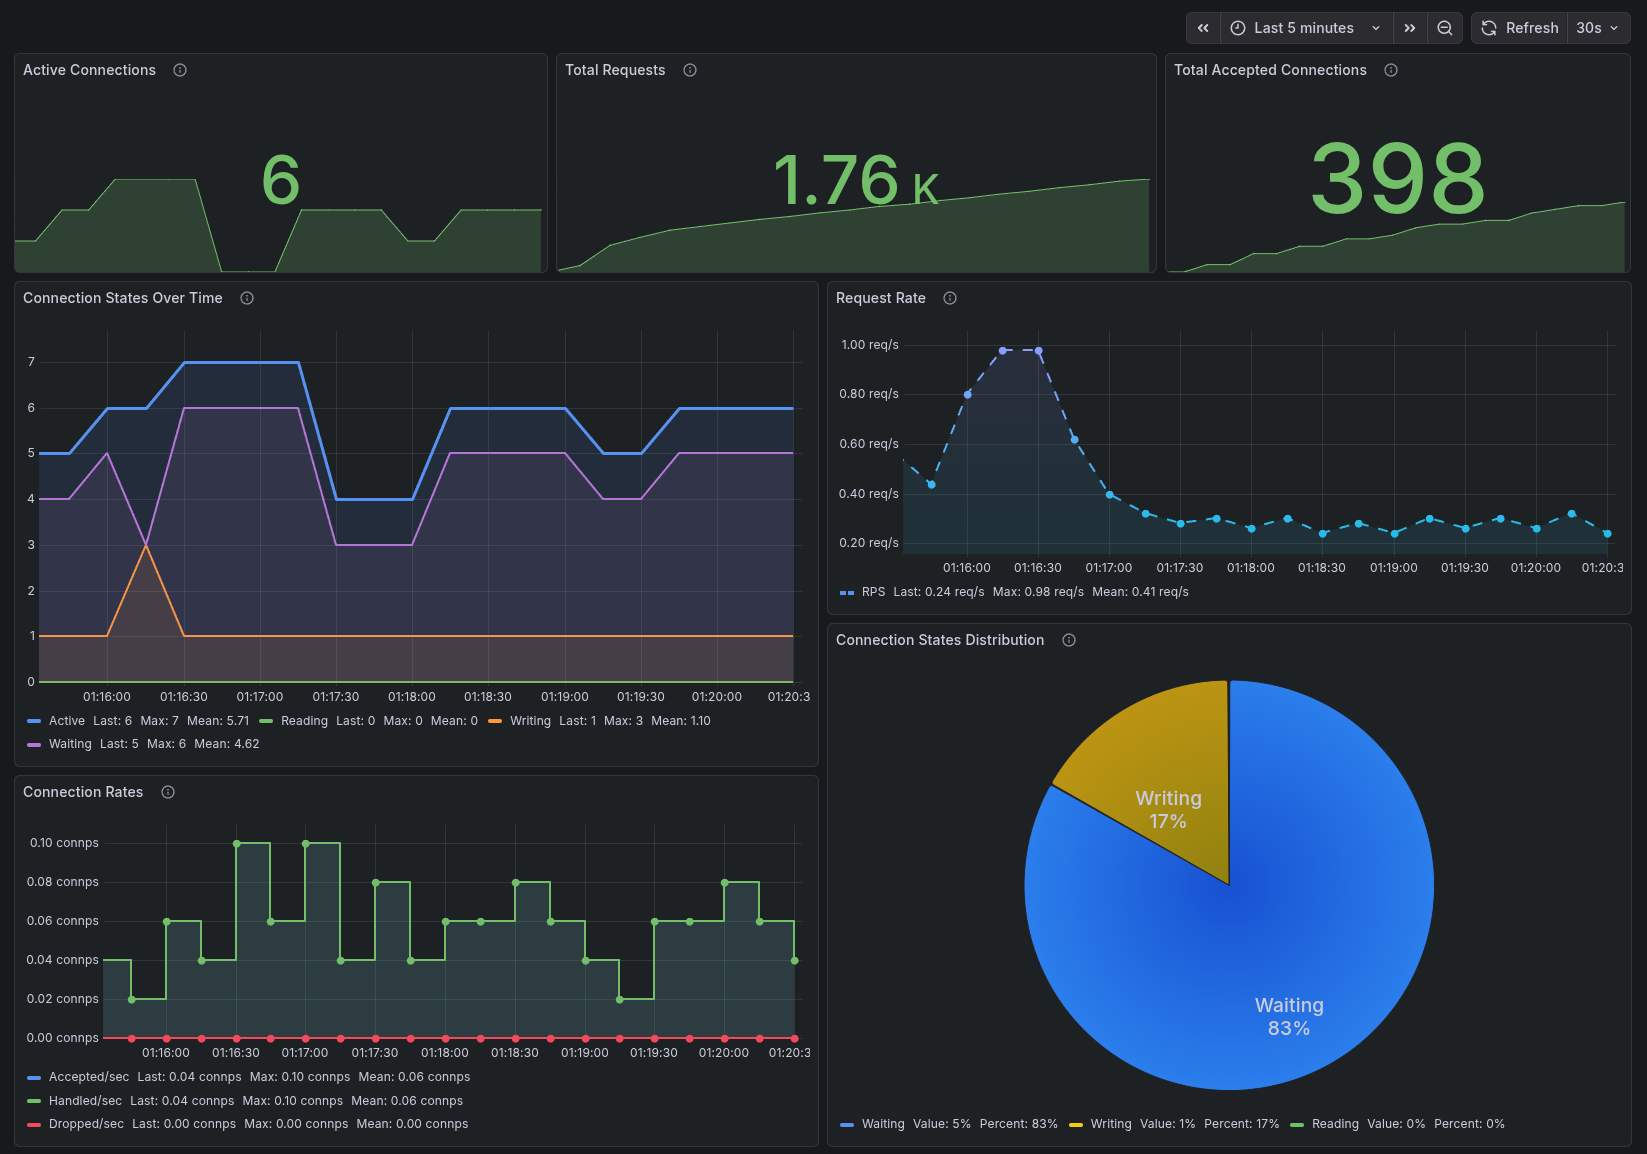 Last 5 minutes
Refresh
30s
Active Connections
6
Total Requests
1.76 K
Total Accepted Connections
398
Connection States Over Time
7
6
5
4
3
2
1
0
01:16:00 01:16:30 01:17:00 01:17:30 01:18:00 01:18:30 01:19:00 01:19:30 01:20:00 01:20:3
Active Last: 6 Max: 7 Mean: 5.71 Reading Last: 0 Max: 0 Mean: 0 Writing Last: 1 Max: 3 Mean: 1.10
Waiting Last: 5 Max: 6 Mean: 4.62
Request Rate
1.00 req/s
0.80 req/s
0.60 req/s
0.40 req/s
0.20 req/s
01:16:00 01:16:30 01:17:00 01:17:30 01:18:00 01:18:30 01:19:00 01:19:30 01:20:00 01:20:3
RPS Last: 0.24 req/s Max: 0.98 req/s Mean: 0.41 req/s
Connection Rates
0.10 connps
0.08 connps
0.06 connps
0.04 connps
0.02 connps
0.00 connps
01:16:00 01:16:30 01:17:00 01:17:30 01:18:00 01:18:30 01:19:00 01:19:30 01:20:00 01:20:3
Accepted/sec Last: 0.04 connps Max: 0.10 connps Mean: 0.06 connps
Handled/sec Last: 0.04 connps Max: 0.10 connps Mean: 0.06 connps
Dropped/sec Last: 0.00 connps Max: 0.00 connps Mean: 0.00 connps
Connection States Distribution
Writing
17%
Waiting
83%
Waiting Value: 5% Percent: 83% Writing Value: 1% Percent: 17% Reading Value: 0% Percent: 0%